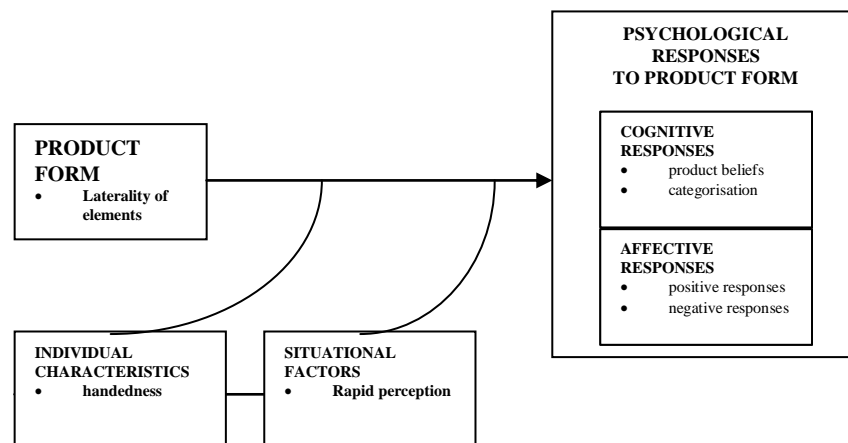 PSYCHOLOGICAL
RESPONSES
TO PRODUCT FORM
PRODUCT
FORM
• Laterality of
elements
COGNITIVE
RESPONSES
• product beliefs
• categorisation
AFFECTIVE
RESPONSES
• positive responses
• negative responses
INDIVIDUAL
CHARACTERISTICS
• handedness
SITUATIONAL
FACTORS
• Rapid perception